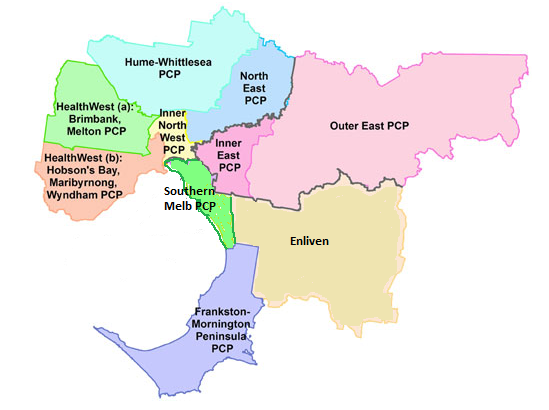 Hume-Whittlesea
PCP
North
East
PCP
HealthWest (a):
Brimbank,
Melton PCP
Inner
North
West
PCP
Outer East PCP
Inner
East
PCP
HealthWest (b):
Hobson's Bay,
Maribyrnong,
Wyndham PCP
Southern
Melb PCP
Enliven
Frankston-
Mornington
Peninsula
PCP